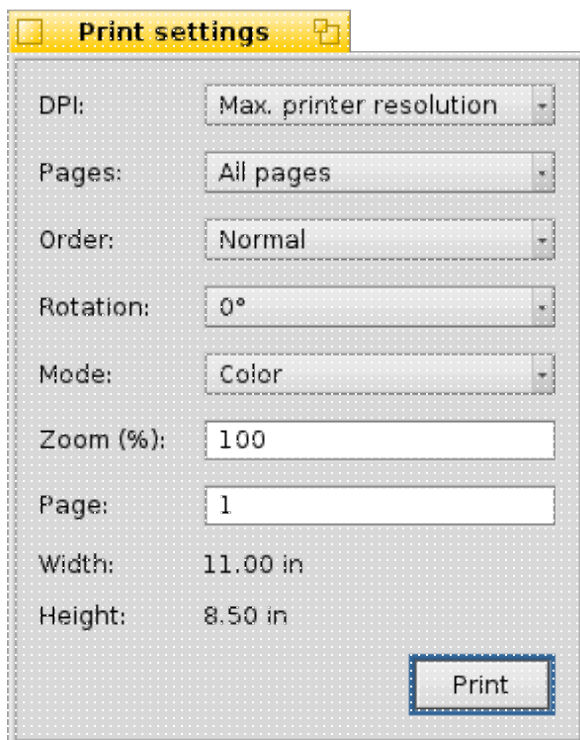 Print settings
DPI: Max. printer resolution
Pages: All pages
Order: Normal
Rotation: 0°
Mode: Color
Zoom (%): 100
Page: 1
Width: 11.00 in
Height: 8.50 in
Print